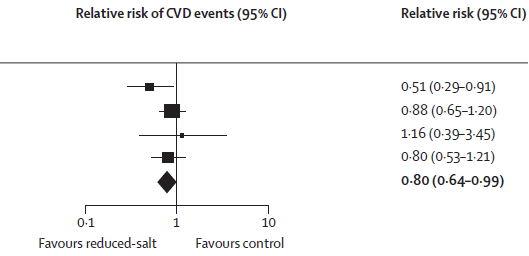 Relative risk of CVD events (95% CI) Relative risk (95% CI)
0·51 (0·29–0·91)
0·88 (0·65–1·20)
1·16 (0·39–3·45)
0·80 (0·53–1·21)
0·80 (0·64–0·99)
0·1 1 10
Favours reduced-salt Favours control